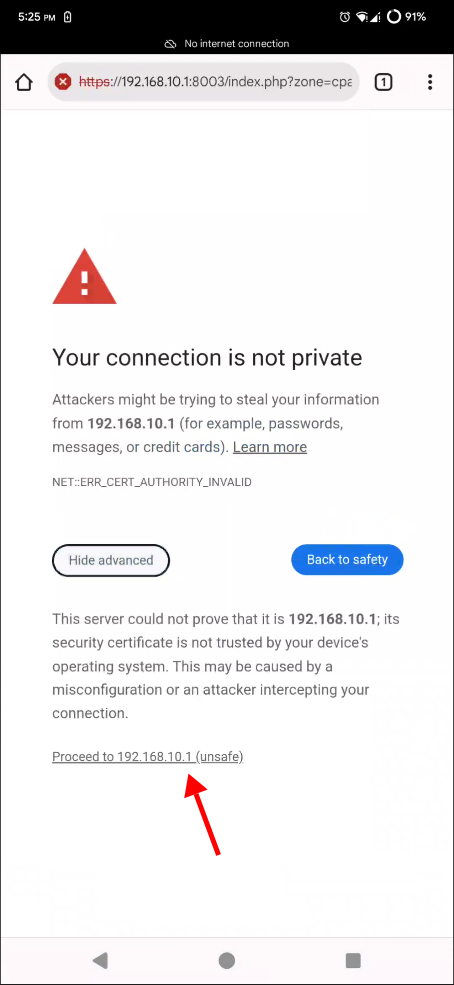 5:25 PM
91%
No internet connection
https://192.168.10.1:8003/index.php?zone=cpa
1
Your connection is not private
Attackers might be trying to steal your information
from 192.168.10.1 (for example, passwords,
messages, or credit cards). Learn more
NET::ERR_CERT_AUTHORITY_INVALID
Hide advanced
Back to safety
This server could not prove that it is 192.168.10.1; its
security certificate is not trusted by your device's
operating system. This may be caused by a
misconfiguration or an attacker intercepting your
connection.
Proceed to 192.168.10.1 (unsafe)